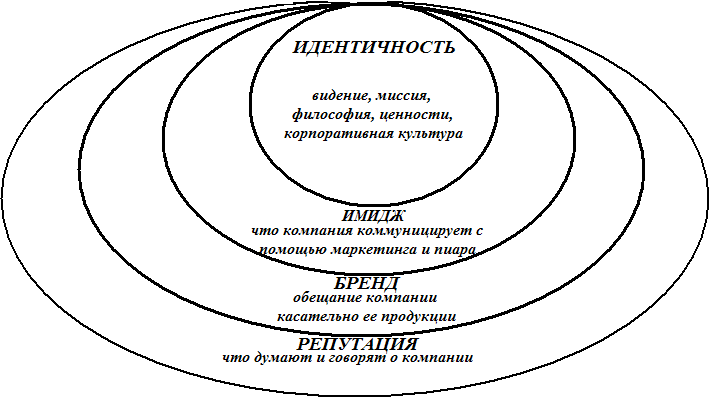 ИДЕНТИЧНОСТЬ
видение, миссия,
философия, ценности,
корпоративная культура
ИМИДЖ
что компания коммуницирует с
помощью маркетинга и пиара
БРЕНД
обещание компании
касательно ее продукции
РЕПУТАЦИЯ
что думают и говорят о компании